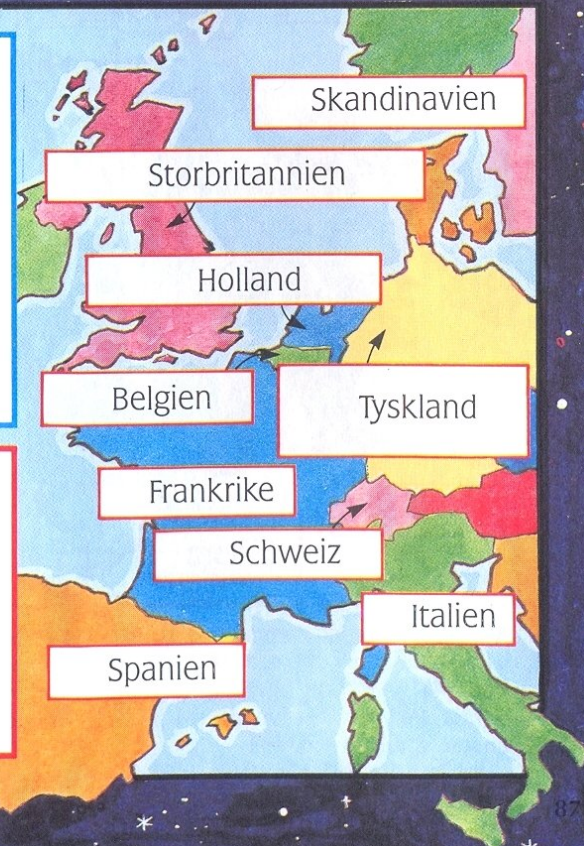 Skandinavien
Storbritannien
Holland
Belgien
Tyskland
Frankrike
Schweiz
Italien
Spanien
87